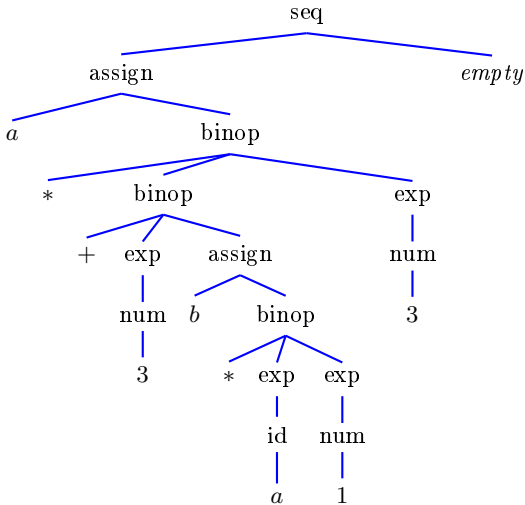 seq
assign empty
a binop
* binop exp
+ exp assign num
num b binop 3
3 * exp exp
id num
a 1